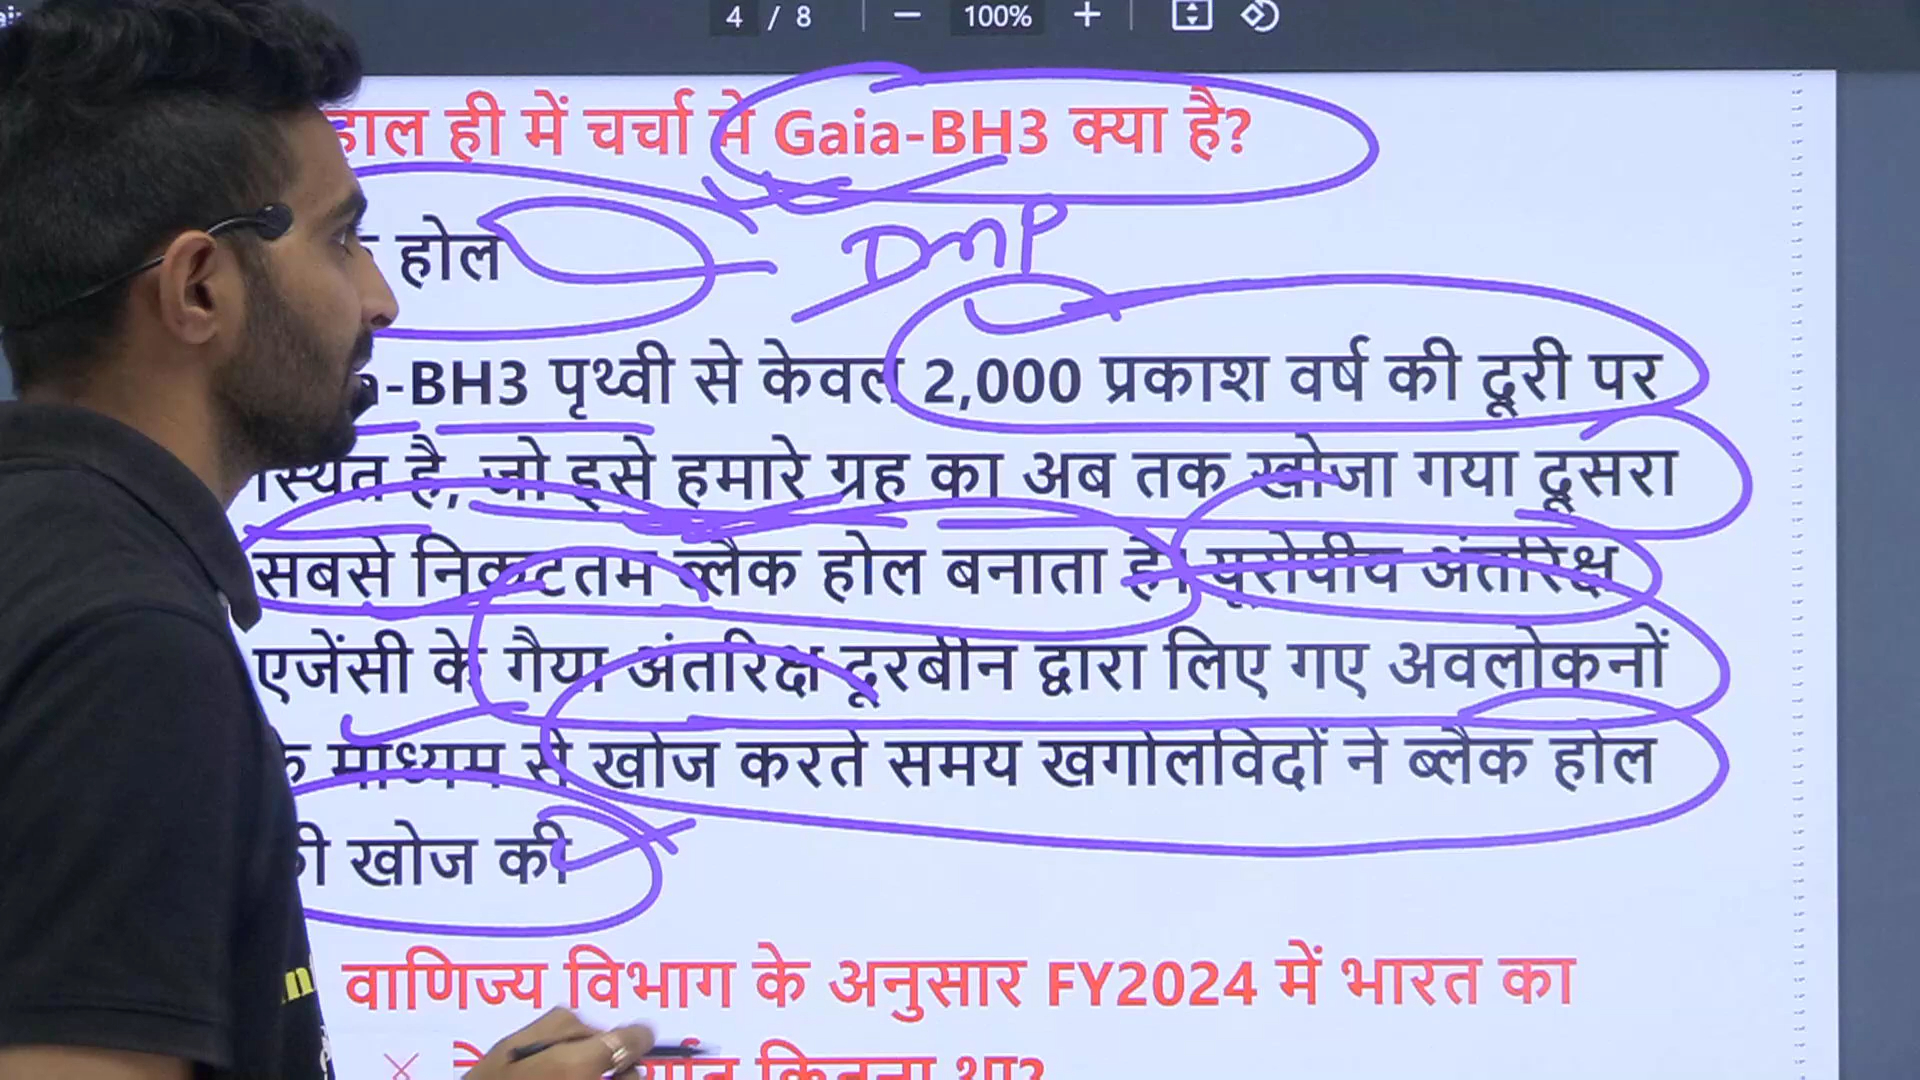 4 / 8 100%
हाल ही में चर्चा में Gaia-BH3 क्या है?
होल
DMP
-BH3 पृथ्वी से केवल 2,000 प्रकाश वर्ष की दूरी पर
स्थित है, जो इसे हमारे ग्रह का अब तक खोजा गया दूसरा
सबसे निकटतम ब्लैक होल बनाता है। यूरोपीय अंतरिक्ष
एजेंसी के गैया अंतरिक्ष दूरबीन द्वारा लिए गए अवलोकनों
के माध्यम से खोज करते समय खगोलविदों ने ब्लैक होल
की खोज की
वाणिज्य विभाग के अनुसार FY2024 में भारत का
कितना था?